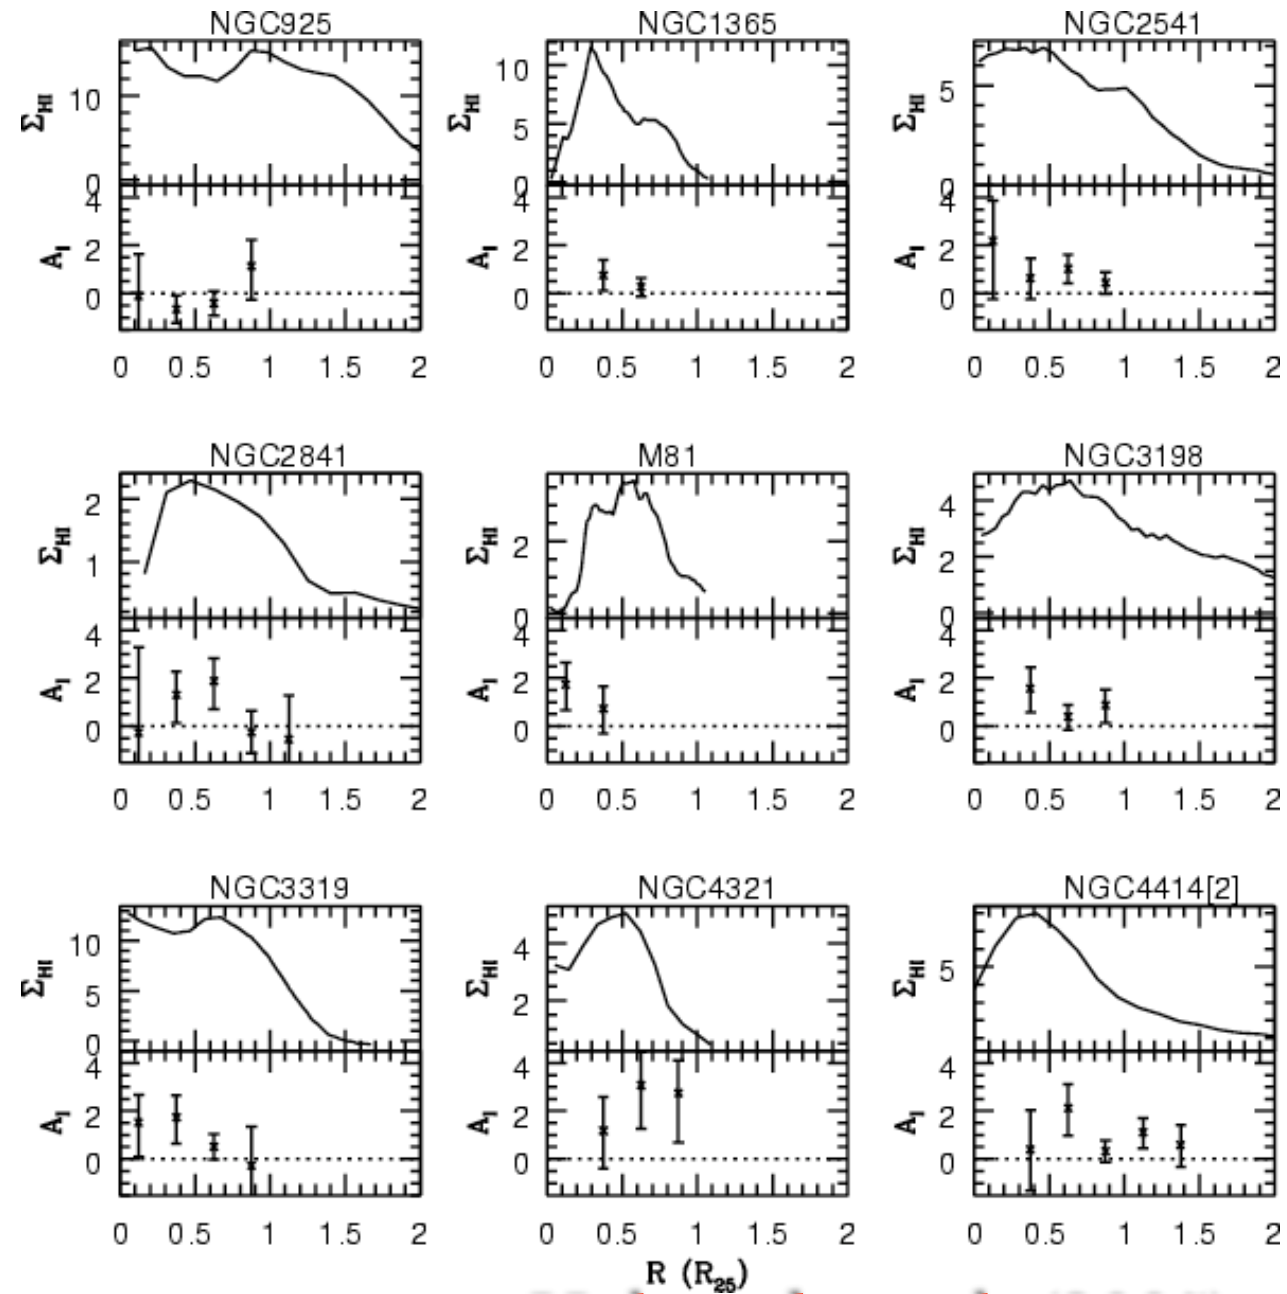 NGC925 NGC1365 NGC2541
Σ_HI 10 0 Σ_HI 10 5 0 Σ_HI 5 0
A_I 4 2 0 A_I 4 2 0 A_I 4 2 0
0 0.5 1 1.5 2 0 0.5 1 1.5 2 0 0.5 1 1.5 2
NGC2841 M81 NGC3198
Σ_HI 2 1 Σ_HI 2 0 Σ_HI 4 2 0
A_I 4 2 0 A_I 4 2 0 A_I 4 2 0
0 0.5 1 1.5 2 0 0.5 1 1.5 2 0 0.5 1 1.5 2
NGC3319 NGC4321 NGC4414[2]
Σ_HI 10 5 0 Σ_HI 4 2 Σ_HI 5
A_I 4 2 0 A_I 4 2 0 A_I 4 2 0
0 0.5 1 1.5 2 0 0.5 1 1.5 2 0 0.5 1 1.5 2
R (R_25)